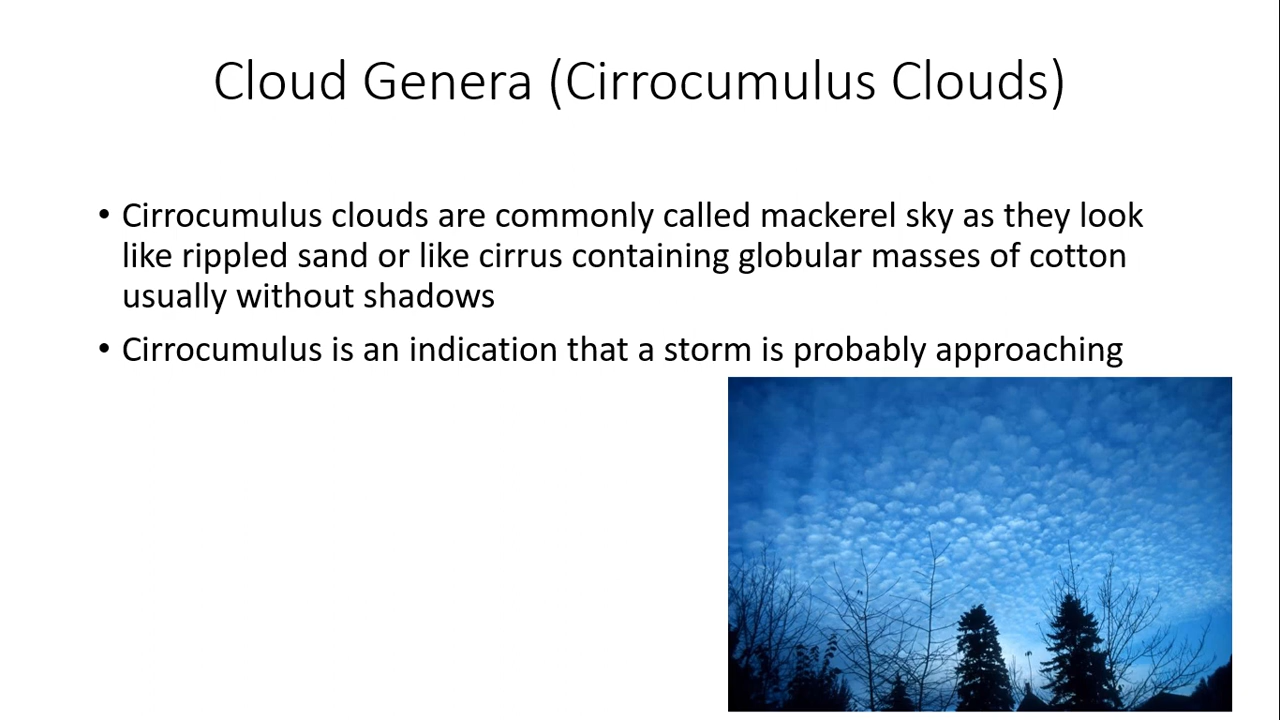 Cloud Genera (Cirrocumulus Clouds)
• Cirrocumulus clouds are commonly called mackerel sky as they look
like rippled sand or like cirrus containing globular masses of cotton
usually without shadows
• Cirrocumulus is an indication that a storm is probably approaching